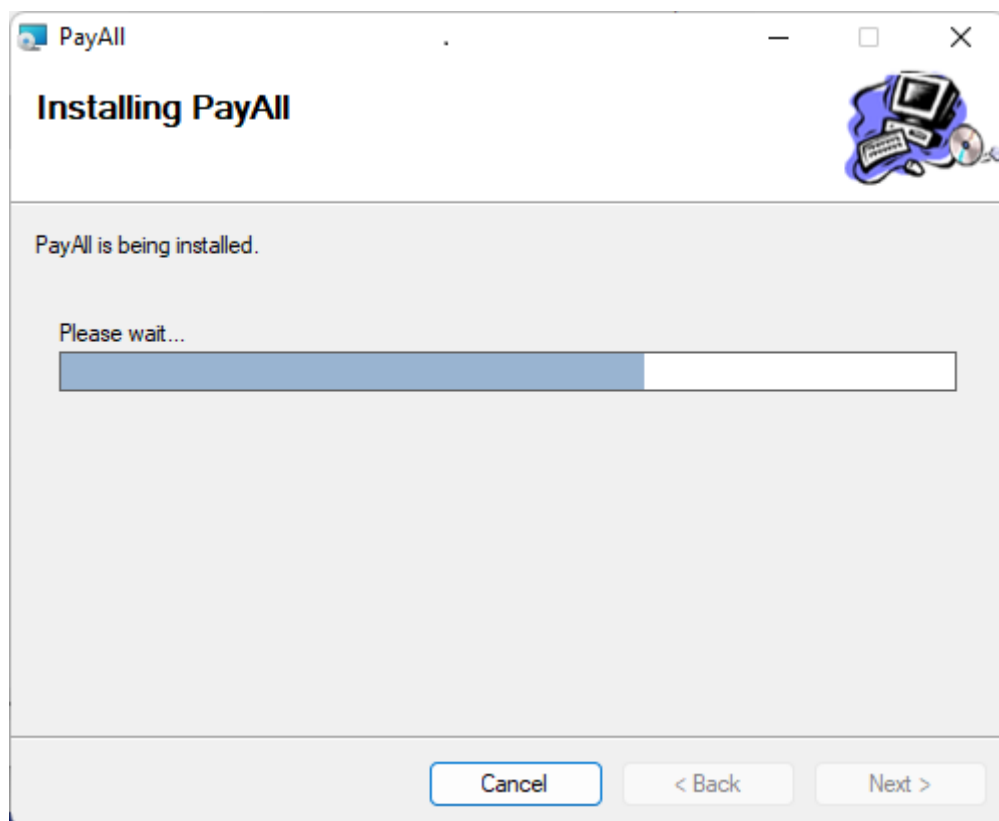 PayAll
Installing PayAll
PayAll is being installed.
Please wait...
Cancel
< Back
Next >